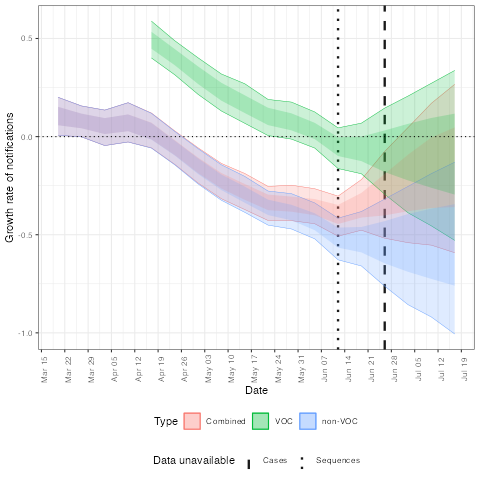 Growth rate of notifications
0.5
0.0
-0.5
-1.0
Mar 15 Mar 22 Mar 29 Apr 05 Apr 12 Apr 19 Apr 26 May 03 May 10 May 17 May 24 May 31 Jun 07 Jun 14 Jun 21 Jun 28 Jul 05 Jul 12 Jul 19
Date
Type Combined VOC non-VOC
Data unavailable Cases Sequences